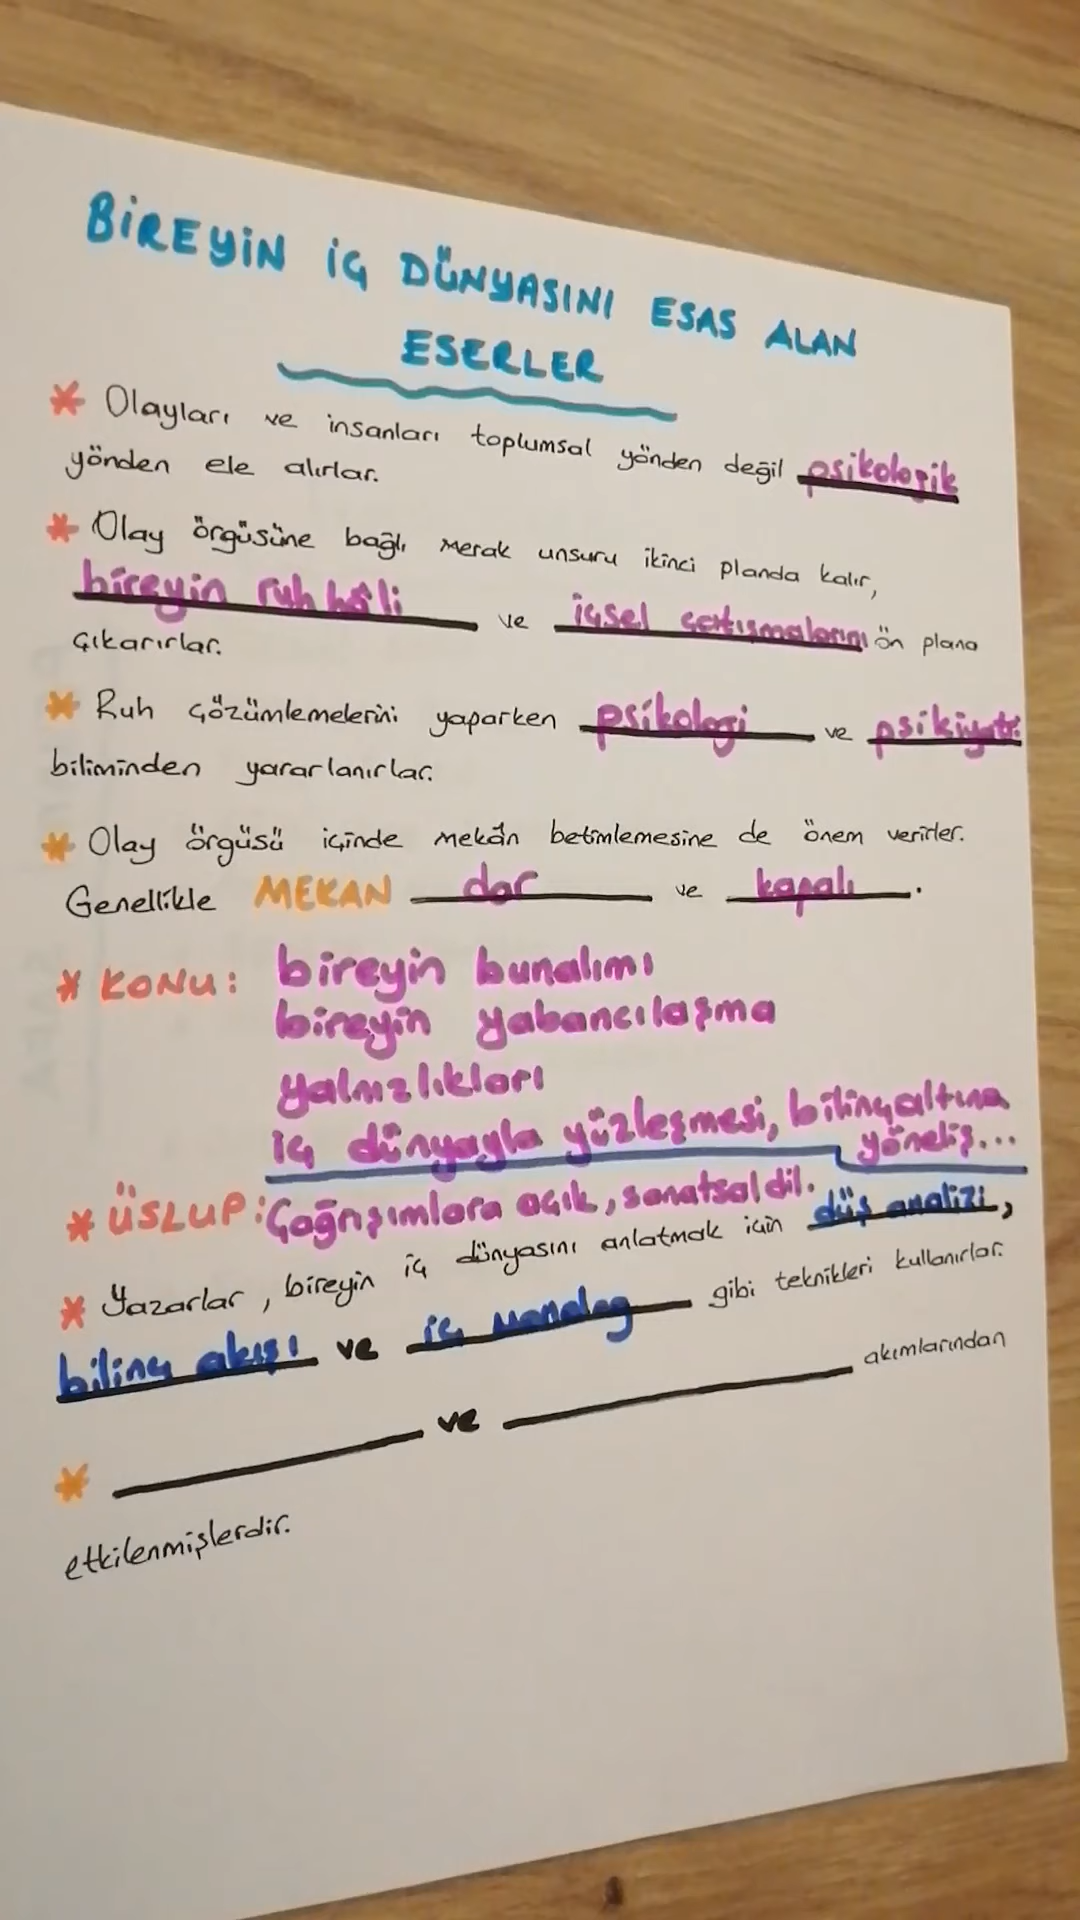 BİREYİN İÇ DÜNYASINI ESAS ALAN
ESERLER
* Olayları ve insanları toplumsal yönden değil psikolojik
yönden ele alırlar.
* Olay örgüsüne bağlı merak unsuru ikinci planda kalır,
bireyin ruh hâli ve içsel çatışmalarını ön plana
çıkarırlar.
* Ruh çözümlemelerini yaparken psikoloji ve psikiyatri
biliminden yararlanırlar.
* Olay örgüsü içinde mekân betimlemesine de önem verirler.
Genellikle MEKAN dar ve kapalı.
* KONU: bireyin bunalımı
bireyin yabancılaşma
yalnızlıkları
iç dünyayla yüzleşmesi, bilinçaltına
yöneliş...
* ÜSLUP: Çağrışımlara açık, sanatsal dil.
* Yazarlar, bireyin iç dünyasını anlatmak için düş analizi,
bilinç akışı ve iç monolog gibi teknikleri kullanırlar.
* ve akımlarından
etkilenmişlerdir.